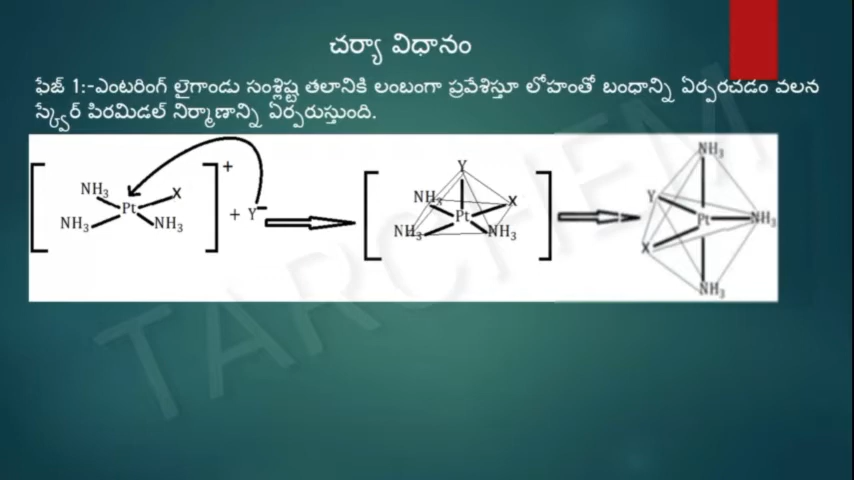 చర్యా విధానం
ఫేజ్ 1:-ఎంటరింగ్ లైగాండు సంశ్లిష్ట తలానికి లంబంగా ప్రవేశిస్తూ లోహంతో బంధాన్ని ఏర్పరచడం వలన
స్క్వేర్ పిరమిడల్ నిర్మాణాన్ని ఏర్పరుస్తుంది.
NH₃ X Pt NH₃ NH₃ + + Y⁻
Y NH₃ X Pt NH₃ NH₃
NH₃ Y Pt NH₃ X NH₃
TARCHEM